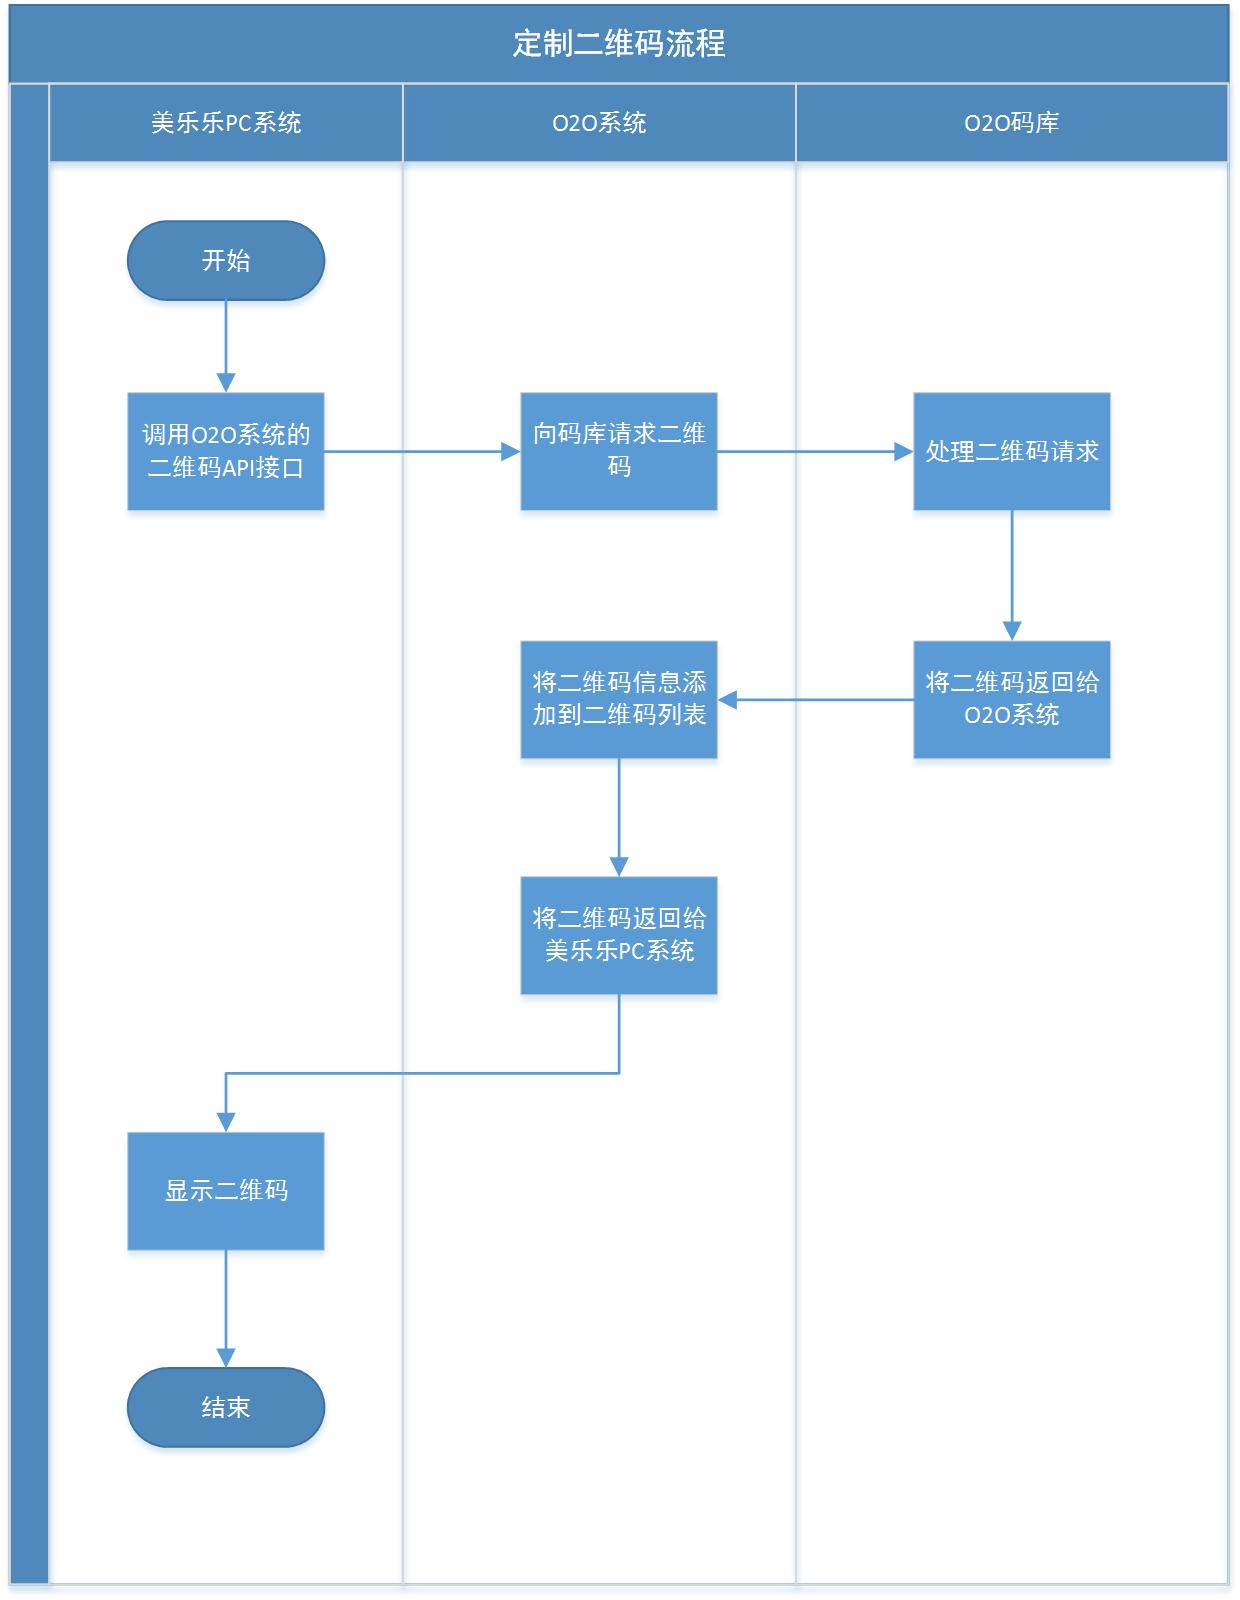 定制二维码流程
美乐乐PC系统
O2O系统
O2O码库
开始
调用O2O系统的
二维码API接口
向码库请求二维
码
处理二维码请求
将二维码信息添
加到二维码列表
将二维码返回给
O2O系统
将二维码返回给
美乐乐PC系统
显示二维码
结束